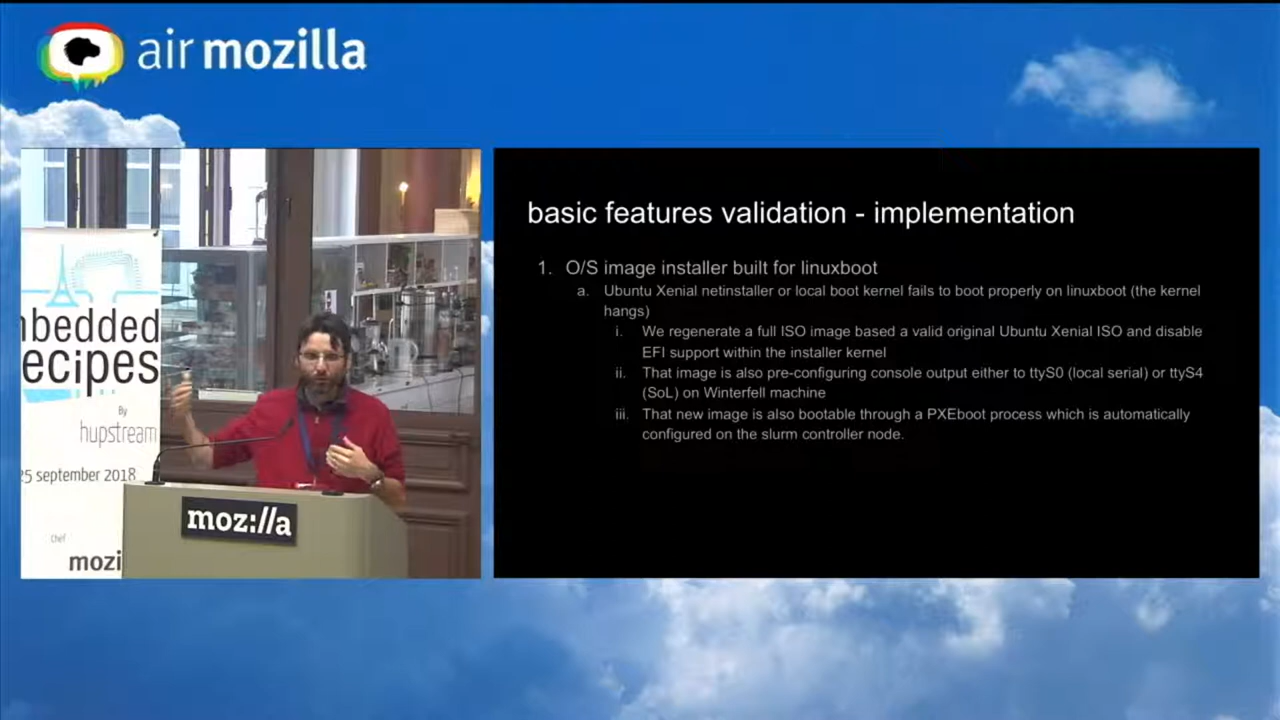 air mozilla
nbedded
ecipes
By
hupstream
25 september 2018
Chef
mozi
moz://a
basic features validation - implementation
1. O/S image installer built for linuxboot
a. Ubuntu Xenial netinstaller or local boot kernel fails to boot properly on linuxboot (the kernel
hangs)
i. We regenerate a full ISO image based a valid original Ubuntu Xenial ISO and disable
EFI support within the installer kernel
ii. That image is also pre-configuring console output either to ttyS0 (local serial) or ttyS4
(SoL) on Winterfell machine
iii. That new image is also bootable through a PXEboot process which is automatically
configured on the slurm controller node.